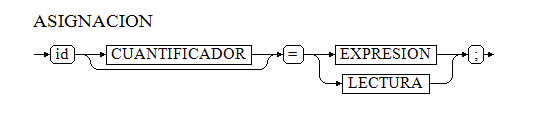 ASIGNACION
id CUANTIFICADOR = EXPRESION ;
LECTURA